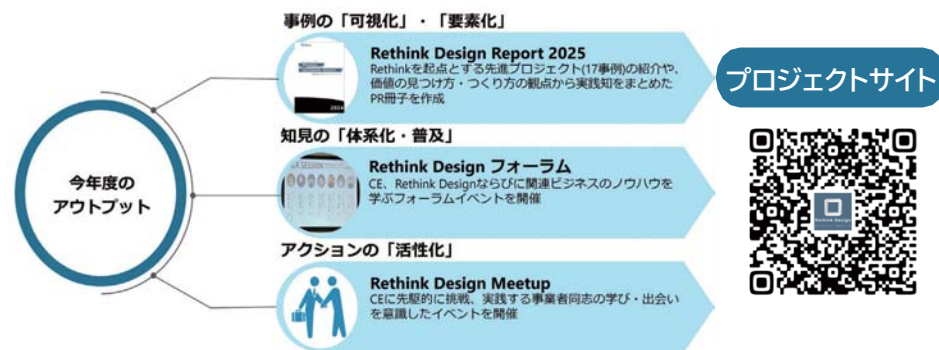 事例の「可視化」・「要素化」
Rethink Design Report 2025
Rethinkを起点とする先進プロジェクト(17事例)の紹介や、
価値の見つけ方・つくり方の観点から実践知をまとめた
PR冊子を作成
プロジェクトサイト
知見の「体系化・普及」
Rethink Design フォーラム
CE、Rethink Designならびに関連ビジネスのノウハウを
学ぶフォーラムイベントを開催
今年度の
アウトプット
アクションの「活性化」
Rethink Design Meetup
CEに先駆的に挑戦、実践する事業者同志の学び・出会い
を意識したイベントを開催
Rethink Design